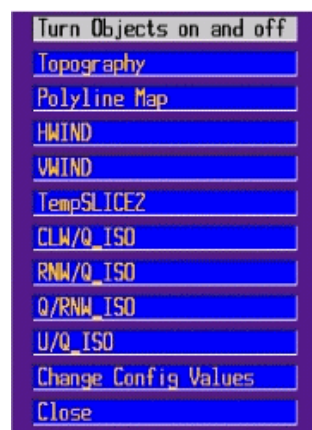 Turn Objects on and off
Topography
Polyline Map
HWIND
VWIND
TempSLICE2
CLW/Q_ISO
RNW/Q_ISO
Q/RNW_ISO
U/Q_ISO
Change Config Values
Close